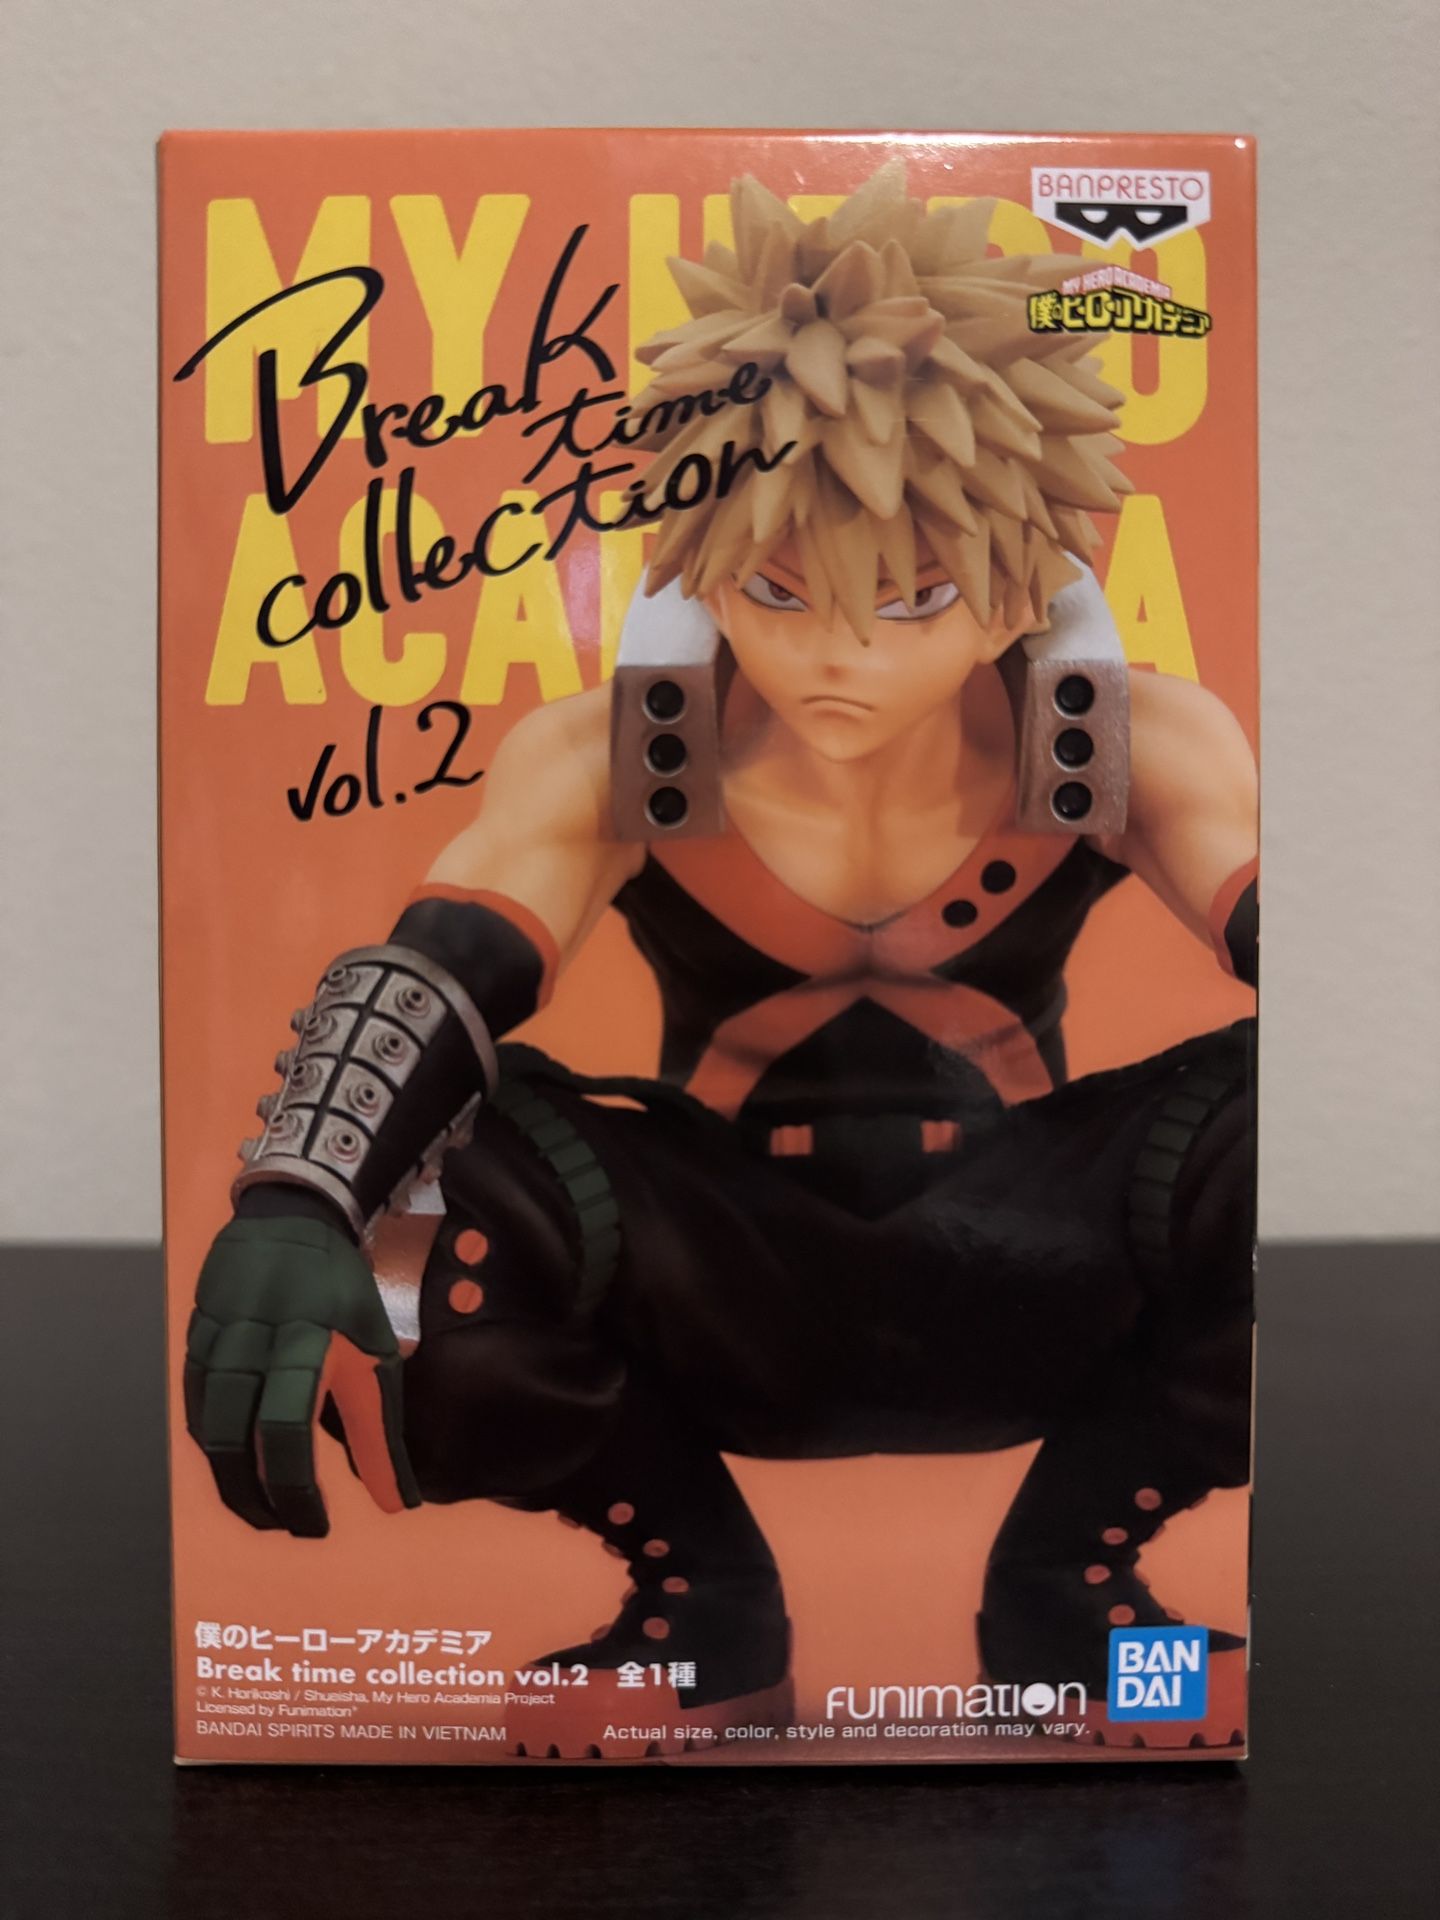 MY HERO
ACADEMIA
Break
time
collection
vol.2
BANPRESTO
MY HERO ACADEMIA
僕のヒーローアカデミア
僕のヒーローアカデミア
Break time collection vol.2 全1種
© K. Horikoshi / Shueisha, My Hero Academia Project
Licensed by Funimation®
BANDAI SPIRITS MADE IN VIETNAM
FUNIMATION
Actual size, color, style and decoration may vary.
BAN
DAI